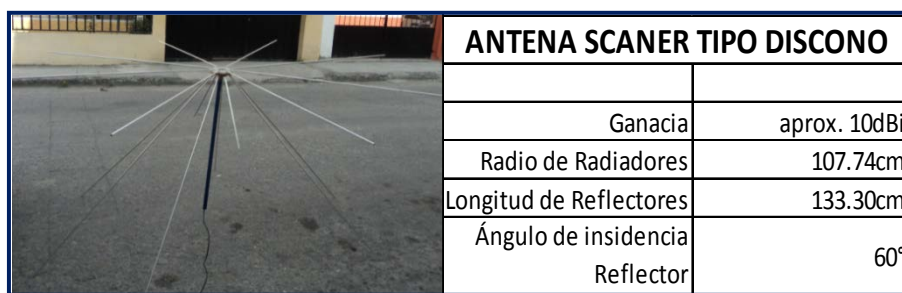 ANTENA SCANER TIPO DISCONO
Ganacia aprox. 10dBi
Radio de Radiadores 107.74cm
Longitud de Reflectores 133.30cm
Ángulo de insidencia
Reflector 60°